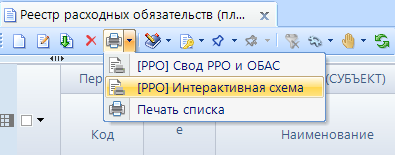 Реестр расходных обязательств (пл...
[РРО] Свод РРО и ОБАС
[РРО] Интерактивная схема
Печать списка
Пер
(СУБЪЕКТ)
Код
е
Наименование